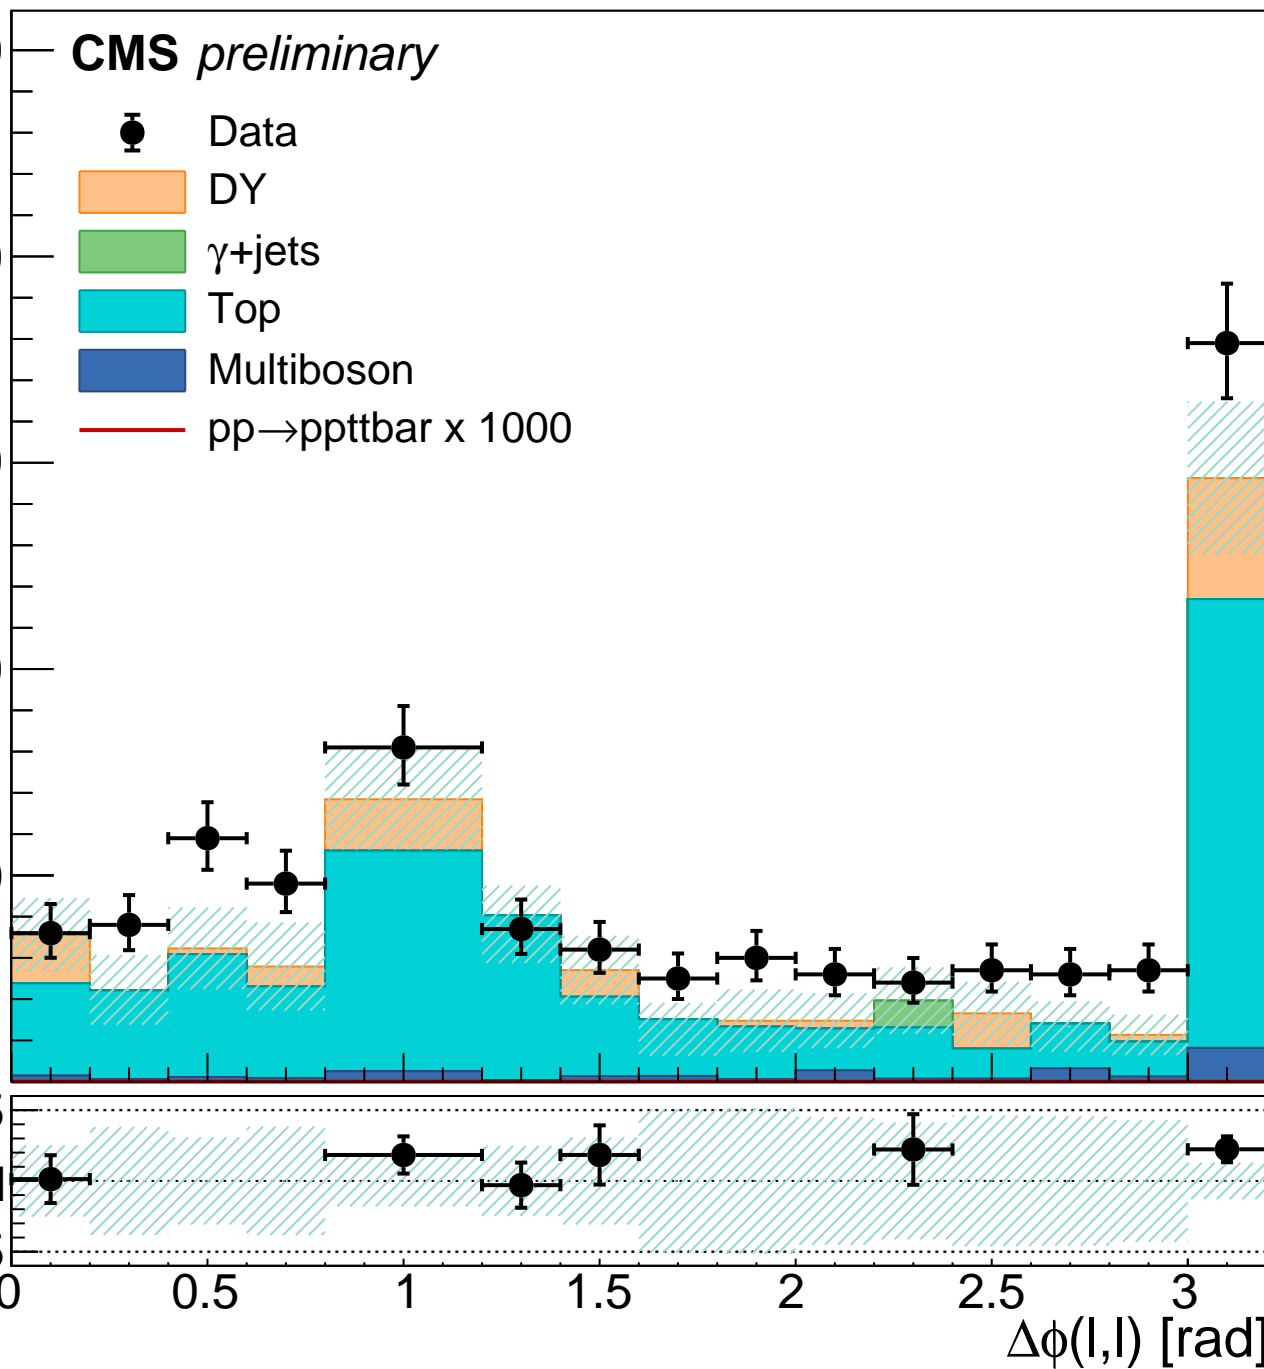 CMS preliminary
Data
DY
γ+jets
Top
Multiboson
pp→ppttbar x 1000
0 0.5 1 1.5 2 2.5 3
Δϕ(l,l) [rad]